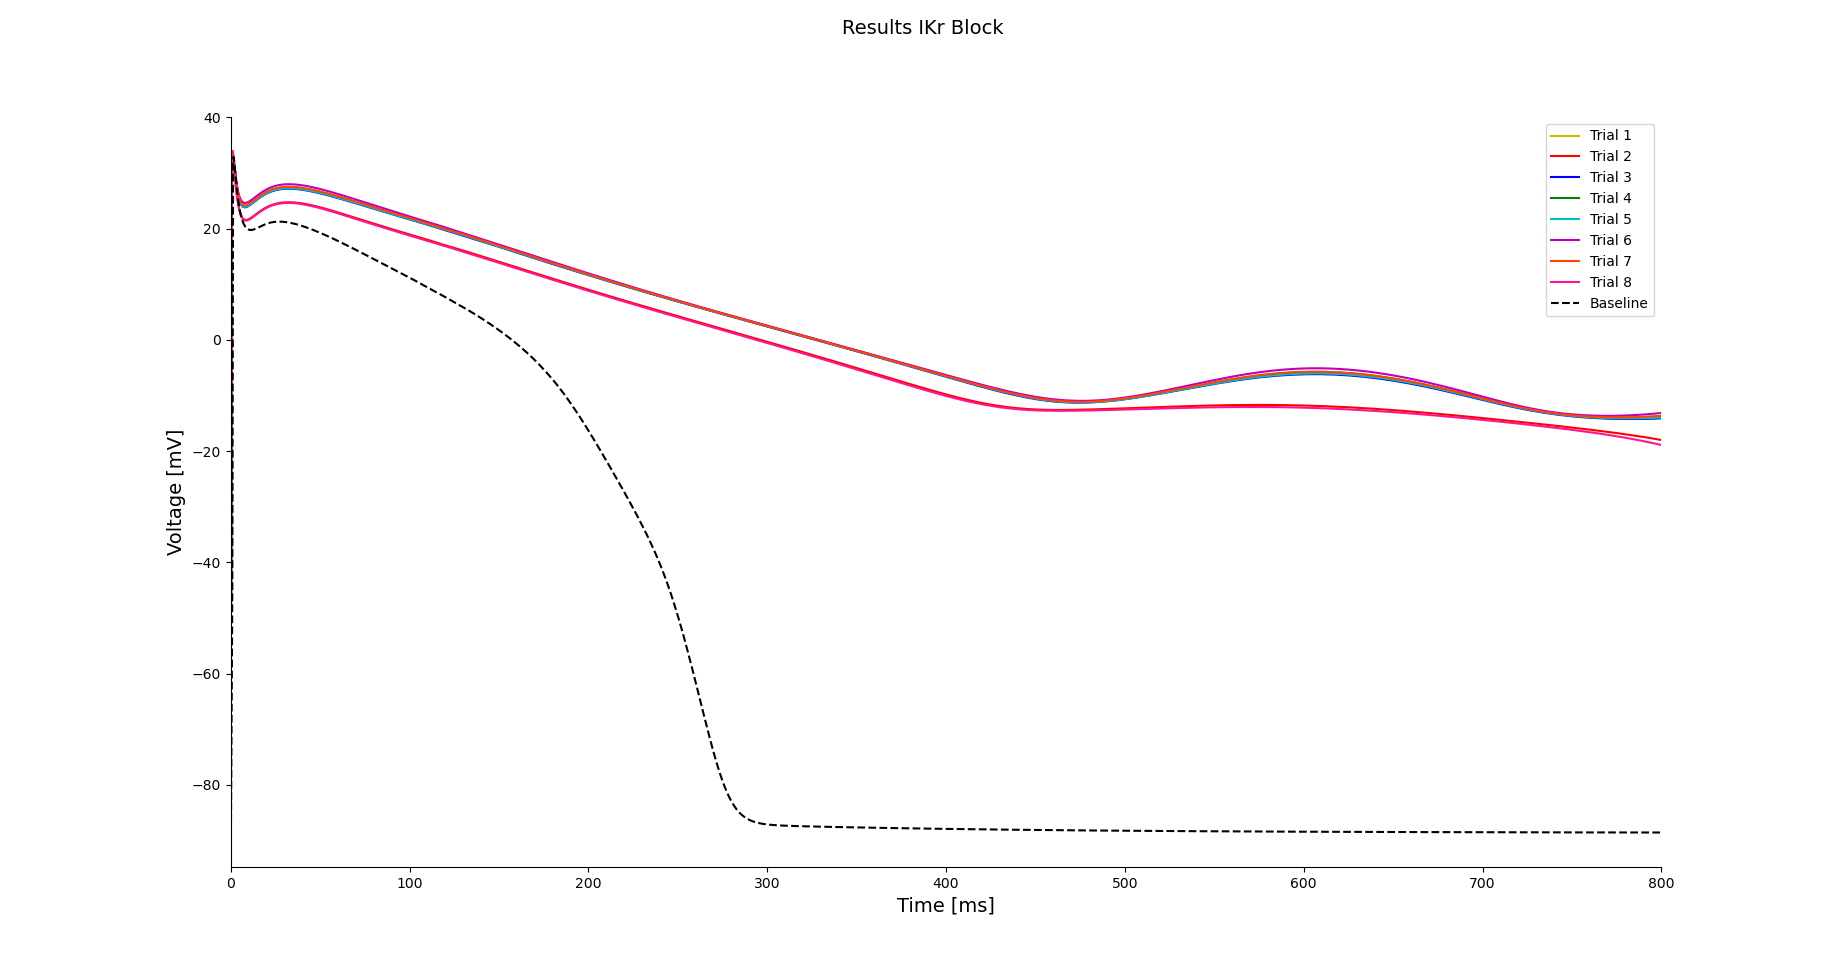 Results IKr Block
40
20
0
−20
−40
−60
−80
Voltage [mV]
0
100
200
300
400
500
600
700
800
Time [ms]
Trial 1
Trial 2
Trial 3
Trial 4
Trial 5
Trial 6
Trial 7
Trial 8
Baseline